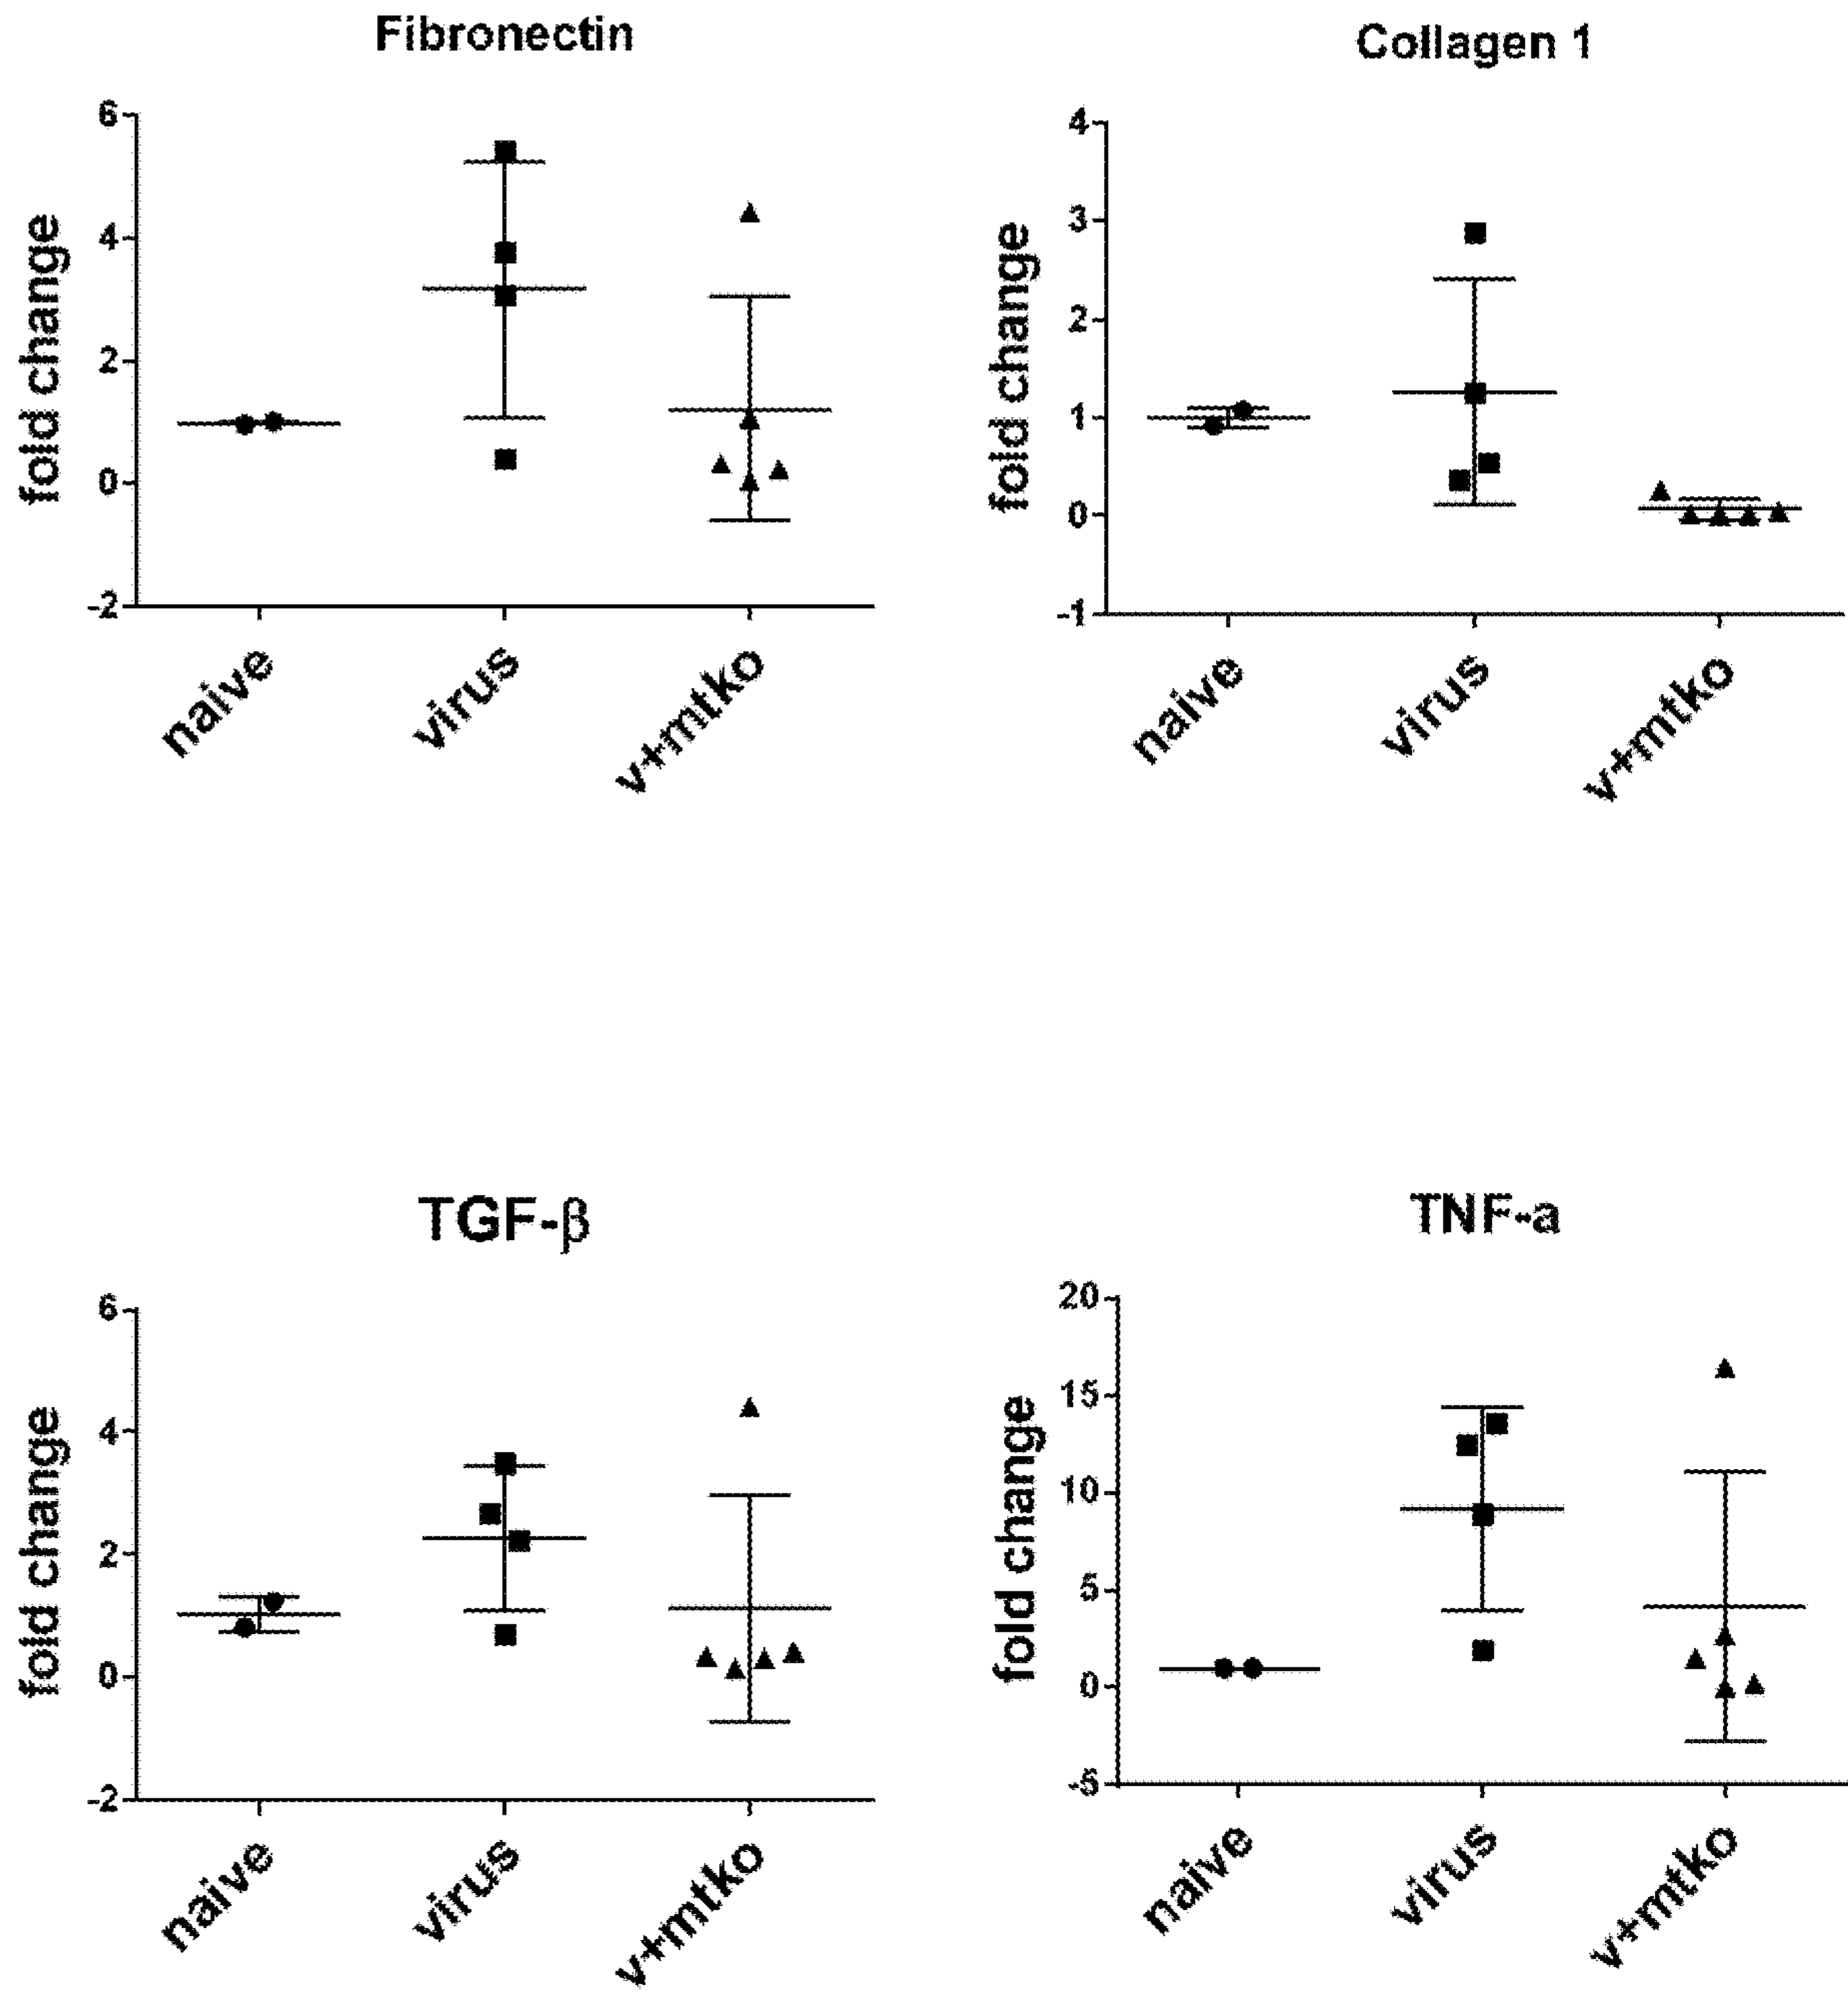 Fibronectin
fold change
6
4
2
0
-2
naive
virus
v+mtko
Collagen 1
fold change
4
3
2
1
0
-1
naive
virus
v+mtko
TGF-β
fold change
6
4
2
0
-2
naive
virus
v+mtko
TNF-a
fold change
20
15
10
5
0
-5
naive
virus
v+mtko